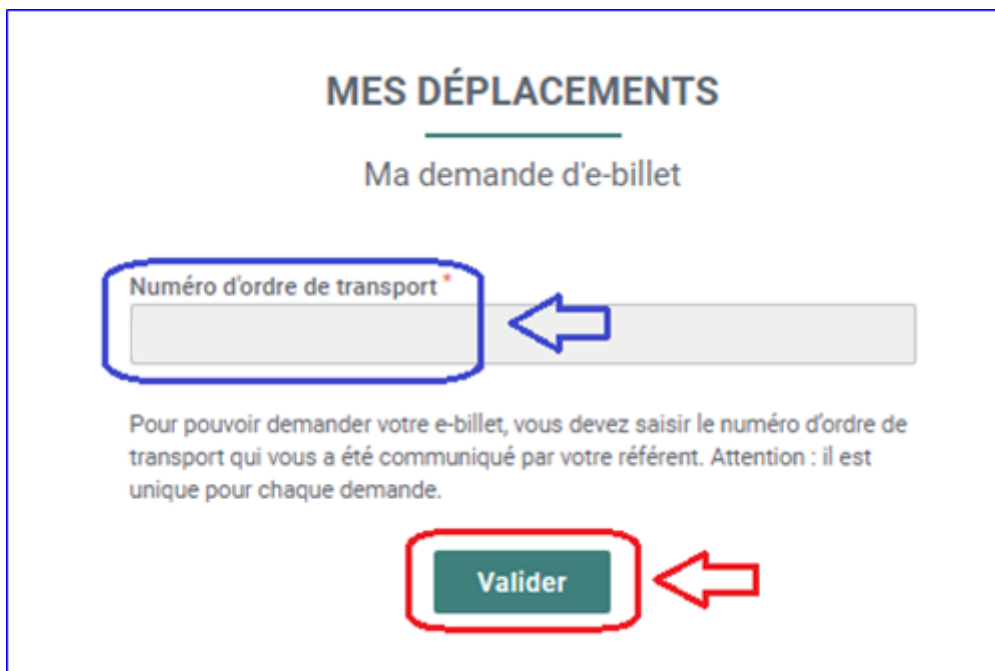 MES DÉPLACEMENTS
Ma demande d'e-billet
Numéro d'ordre de transport *
Pour pouvoir demander votre e-billet, vous devez saisir le numéro d'ordre de
transport qui vous a été communiqué par votre référent. Attention : il est
unique pour chaque demande.
Valider